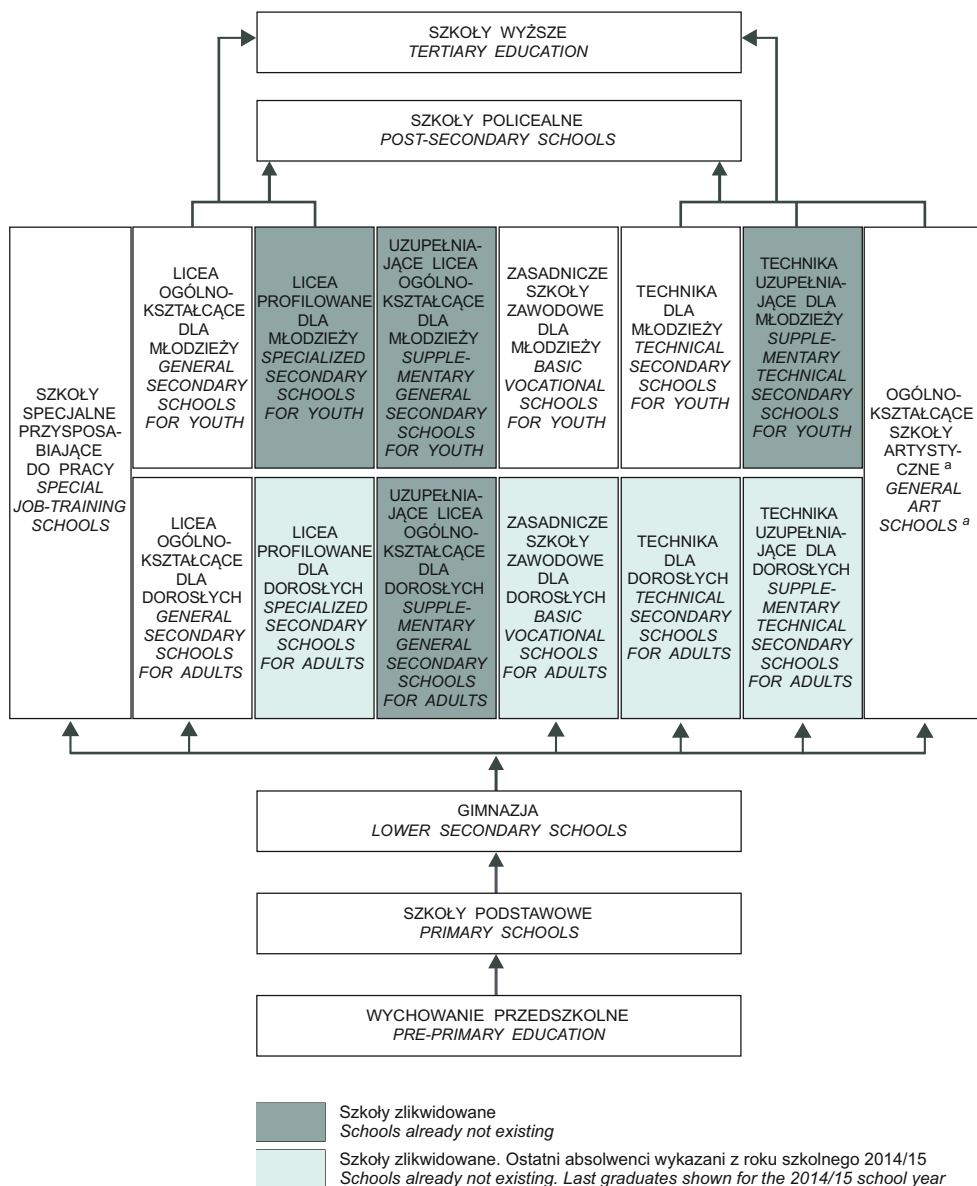 SZKOŁY WYŻSZE
TERTIARY EDUCATION
SZKOŁY POLICEALNE
POST-SECONDARY SCHOOLS
SZKOŁY
SPECJALNE
PRZYSPOSA-
BIAJĄCE
DO PRACY
SPECIAL
JOB-TRAINING
SCHOOLS
LICEA
OGÓLNO-
KSZTAŁCĄCE
DLA
MŁODZIEŻY
GENERAL
SECONDARY
SCHOOLS
FOR YOUTH
LICEA
PROFILOWANE
DLA
MŁODZIEŻY
SPECIALIZED
SECONDARY
SCHOOLS
FOR YOUTH
UZUPEŁNIA-
JĄCE LICEA
OGÓLNO-
KSZTAŁCĄCE
DLA
MŁODZIEŻY
SUPPLE-
MENTARY
GENERAL
SECONDARY
SCHOOLS
FOR YOUTH
ZASADNICZE
SZKOŁY
ZAWODOWE
DLA
MŁODZIEŻY
BASIC
VOCATIONAL
SCHOOLS
FOR YOUTH
TECHNIKA
DLA
MŁODZIEŻY
TECHNICAL
SECONDARY
SCHOOLS
FOR YOUTH
TECHNIKA
UZUPEŁNIA-
JĄCE DLA
MŁODZIEŻY
SUPPLE-
MENTARY
TECHNICAL
SECONDARY
SCHOOLS
FOR YOUTH
OGÓLNO-
KSZTAŁCĄCE
SZKOŁY
ARTYSTY-
CZNE a
GENERAL
ART
SCHOOLS a
LICEA
OGÓLNO-
KSZTAŁCĄCE
DLA
DOROSŁYCH
GENERAL
SECONDARY
SCHOOLS
FOR ADULTS
LICEA
PROFILOWANE
DLA
DOROSŁYCH
SPECIALIZED
SECONDARY
SCHOOLS
FOR ADULTS
UZUPEŁNIA-
JĄCE LICEA
OGÓLNO-
KSZTAŁCĄCE
DLA
DOROSŁYCH
SUPPLE-
MENTARY
GENERAL
SECONDARY
SCHOOLS
FOR ADULTS
ZASADNICZE
SZKOŁY
ZAWODOWE
DLA
DOROSŁYCH
BASIC
VOCATIONAL
SCHOOLS
FOR ADULTS
TECHNIKA
DLA
DOROSŁYCH
TECHNICAL
SECONDARY
SCHOOLS
FOR ADULTS
TECHNIKA
UZUPEŁNIA-
JĄCE DLA
DOROSŁYCH
SUPPLE-
MENTARY
TECHNICAL
SECONDARY
SCHOOLS
FOR ADULTS
GIMNAZJA
LOWER SECONDARY SCHOOLS
SZKOŁY PODSTAWOWE
PRIMARY SCHOOLS
WYCHOWANIE PRZEDSZKOLNE
PRE-PRIMARY EDUCATION
Szkoły zlikwidowane
Schools already not existing
Szkoły zlikwidowane. Ostatni absolwenci wykazani z roku szkolnego 2014/15
Schools already not existing. Last graduates shown for the 2014/15 school year